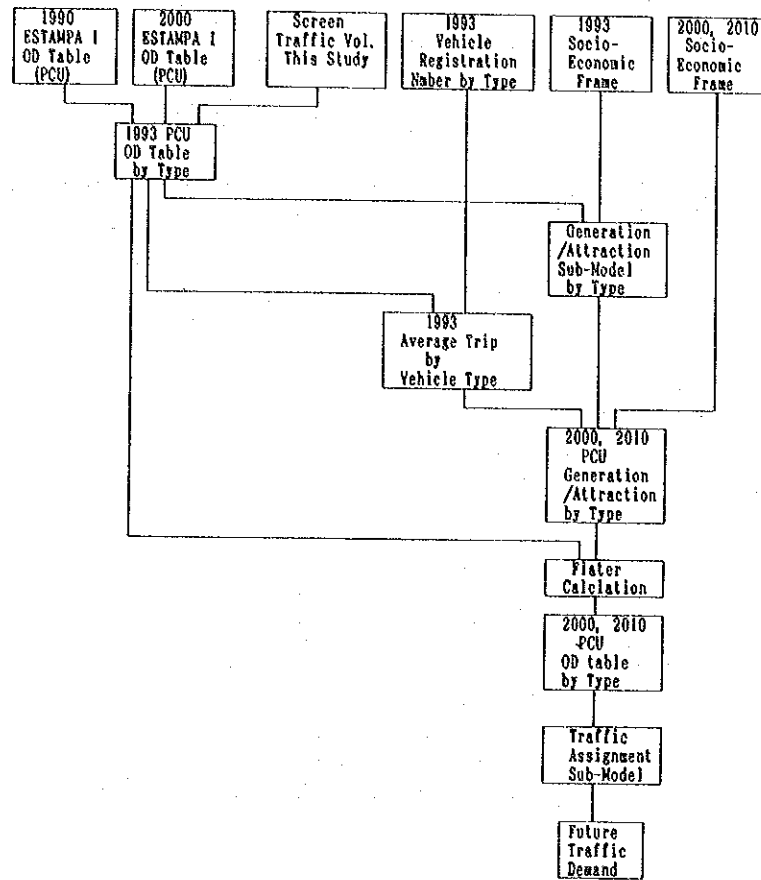 1990
ESTAMPA I
OD Table
(PCU)
2000
ESTAMPA I
OD Table
(PCU)
Screen
Traffic Vol.
This Study
1993
Vehicle
Registration
Nmber by Type
1993
Socio-
Economic
Frame
2000, 2010
Socio-
Economic
Frame
1993 PCU
OD Table
by Type
Generation
/Attraction
Sub-Model
by Type
1993
Average Trip
by
Vehicle Type
2000, 2010
PCU
Generation
/Attraction
by Type
Flater
Calclation
2000, 2010
PCU
OD table
by Type
Traffic
Assignment
Sub-Model
Future
Traffic
Demand